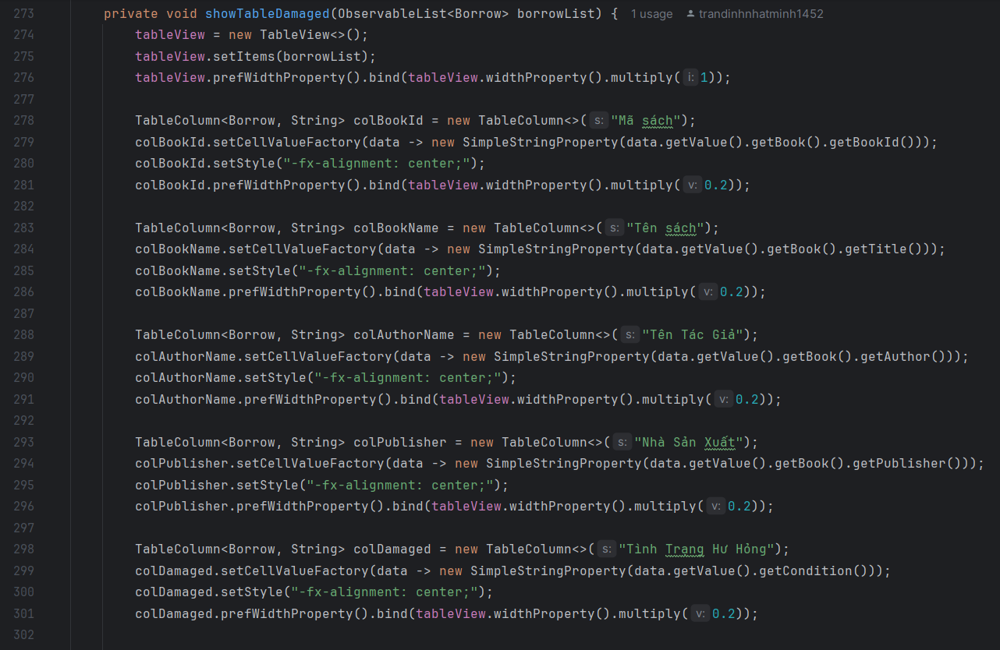 273 private void showTableDamaged(ObservableList<Borrow> borrowList) { 1 usage trandinhnhatminh1452
274 tableView = new TableView<>();
275 tableView.setItems(borrowList);
276 tableView.prefWidthProperty().bind(tableView.widthProperty().multiply( i: 1));
277
278 TableColumn<Borrow, String> colBookId = new TableColumn<>( s: "Mã sách");
279 colBookId.setCellValueFactory(data -> new SimpleStringProperty(data.getValue().getBook().getBookId()));
280 colBookId.setStyle("-fx-alignment: center;");
281 colBookId.prefWidthProperty().bind(tableView.widthProperty().multiply( v: 0.2));
282
283 TableColumn<Borrow, String> colBookName = new TableColumn<>( s: "Tên sách");
284 colBookName.setCellValueFactory(data -> new SimpleStringProperty(data.getValue().getBook().getTitle()));
285 colBookName.setStyle("-fx-alignment: center;");
286 colBookName.prefWidthProperty().bind(tableView.widthProperty().multiply( v: 0.2));
287
288 TableColumn<Borrow, String> colAuthorName = new TableColumn<>( s: "Tên Tác Giả");
289 colAuthorName.setCellValueFactory(data -> new SimpleStringProperty(data.getValue().getBook().getAuthor()));
290 colAuthorName.setStyle("-fx-alignment: center;");
291 colAuthorName.prefWidthProperty().bind(tableView.widthProperty().multiply( v: 0.2));
292
293 TableColumn<Borrow, String> colPublisher = new TableColumn<>( s: "Nhà Sản Xuất");
294 colPublisher.setCellValueFactory(data -> new SimpleStringProperty(data.getValue().getBook().getPublisher()));
295 colPublisher.setStyle("-fx-alignment: center;");
296 colPublisher.prefWidthProperty().bind(tableView.widthProperty().multiply( v: 0.2));
297
298 TableColumn<Borrow, String> colDamaged = new TableColumn<>( s: "Tình Trạng Hư Hỏng");
299 colDamaged.setCellValueFactory(data -> new SimpleStringProperty(data.getValue().getCondition()));
300 colDamaged.setStyle("-fx-alignment: center;");
301 colDamaged.prefWidthProperty().bind(tableView.widthProperty().multiply( v: 0.2));
302